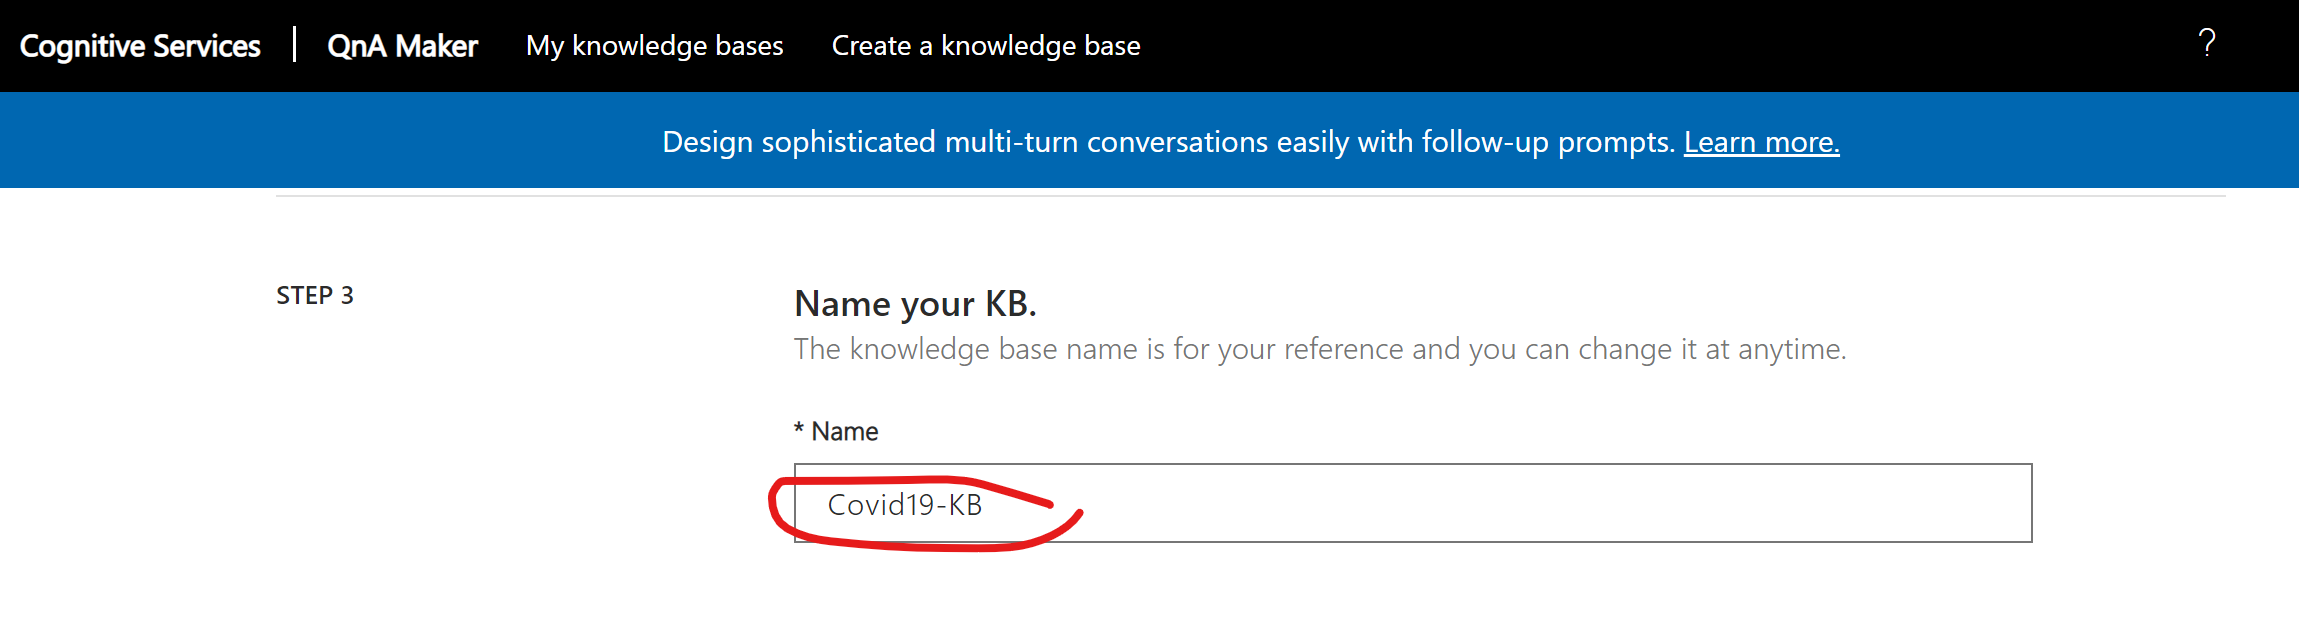 Cognitive Services | QnA Maker My knowledge bases Create a knowledge base ?
Design sophisticated multi-turn conversations easily with follow-up prompts. Learn more.
STEP 3
Name your KB.
The knowledge base name is for your reference and you can change it at anytime.
* Name
Covid19-KB